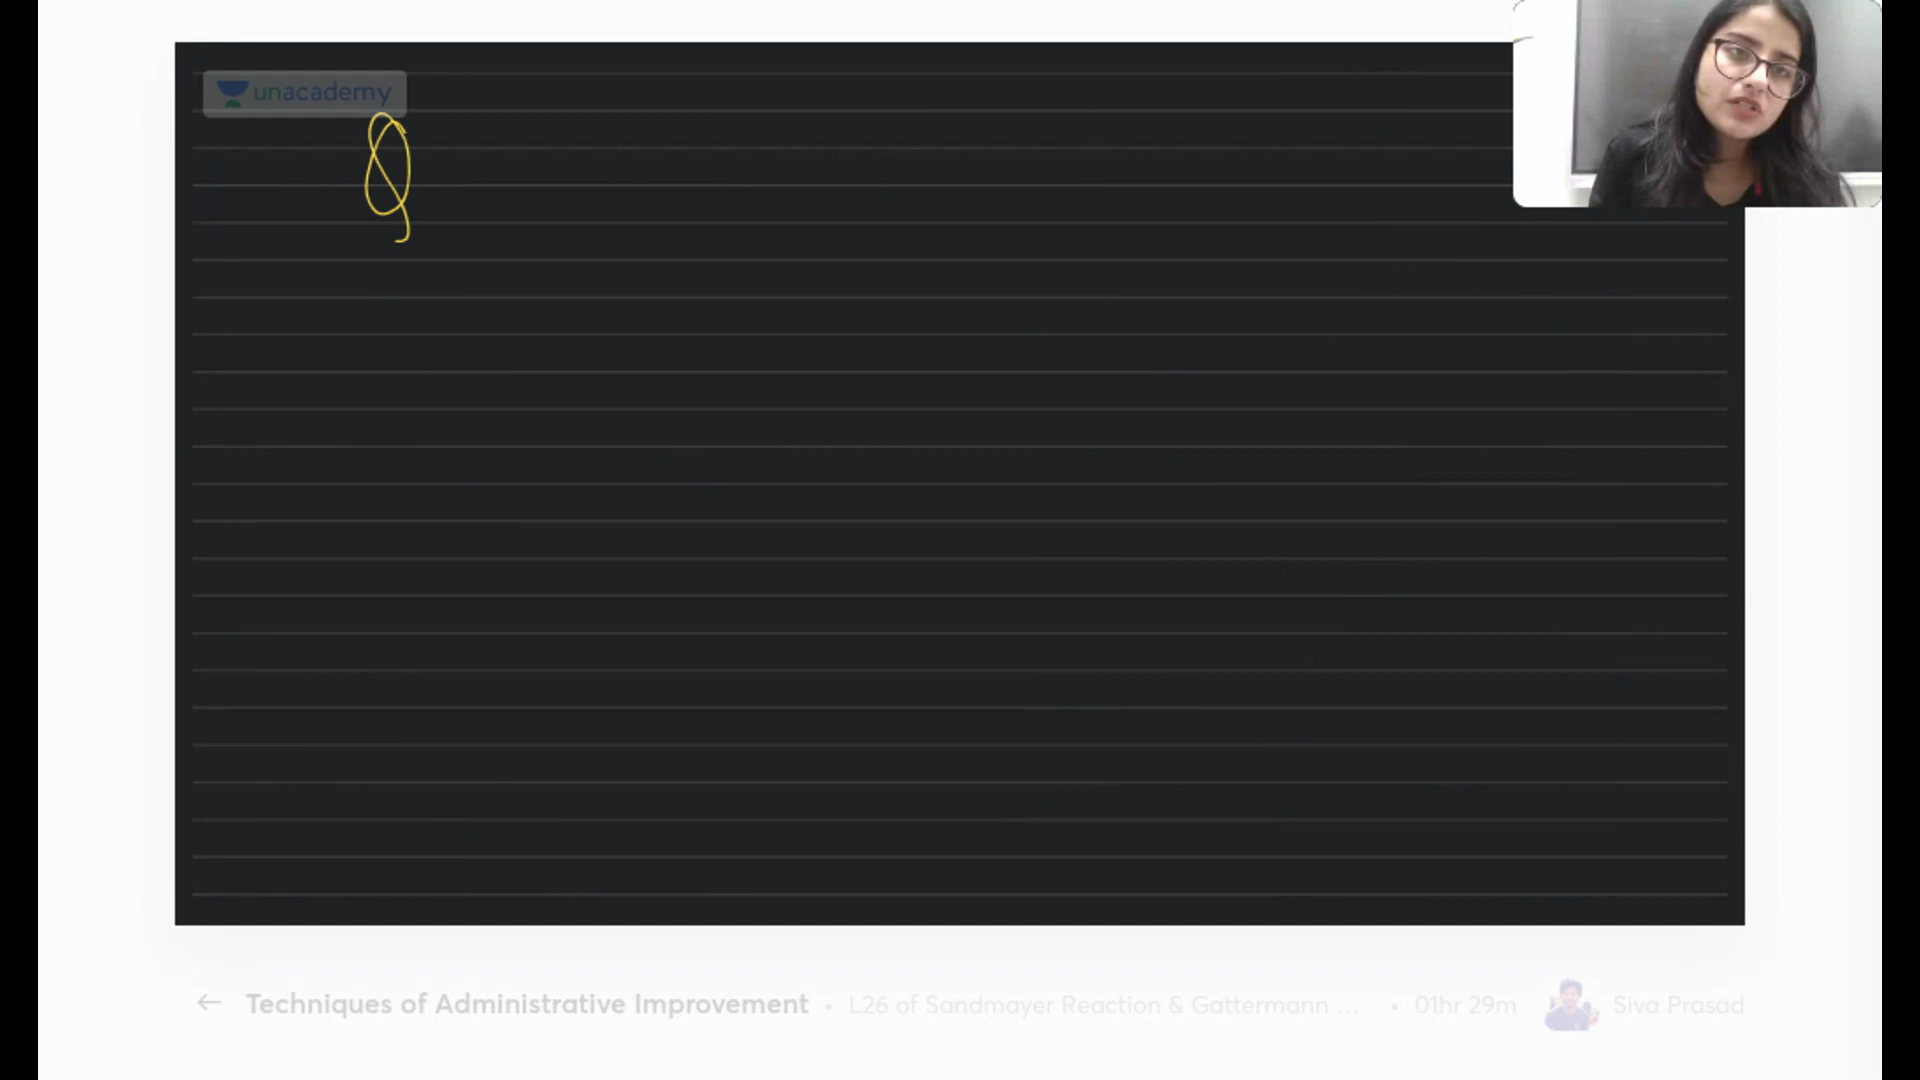 unacademy
Techniques of Administrative Improvement • L26 of Sandmayer Reaction & Gattermann ... • 01hr 29m Siva Prasad